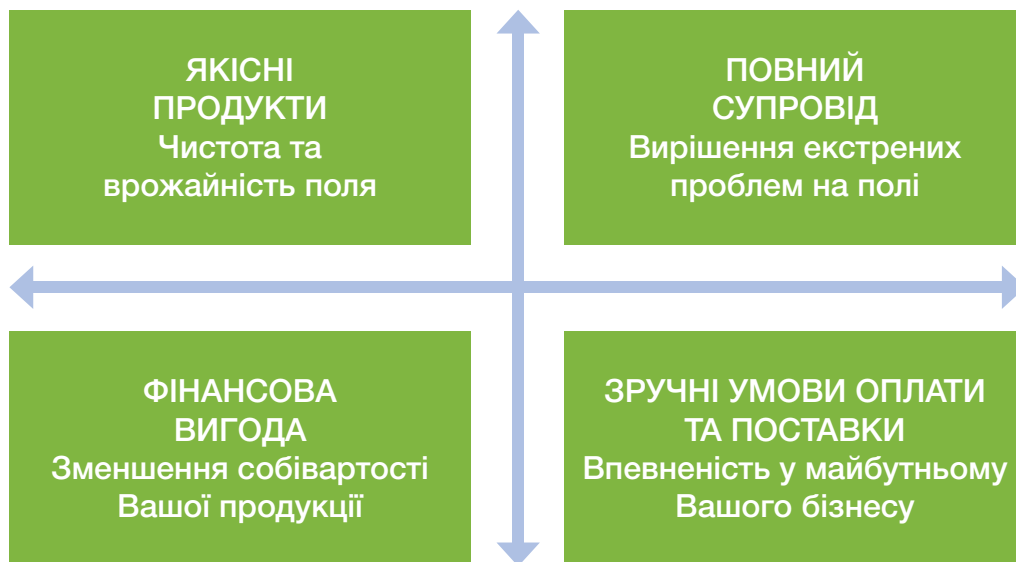 ЯКІСНІ
ПРОДУКТИ
Чистота та
врожайність поля
ПОВНИЙ
СУПРОВІД
Вирішення екстрених
проблем на полі
ФІНАНСОВА
ВИГОДА
Зменшення собівартості
Вашої продукції
ЗРУЧНІ УМОВИ ОПЛАТИ
ТА ПОСТАВКИ
Впевненість у майбутньому
Вашого бізнесу